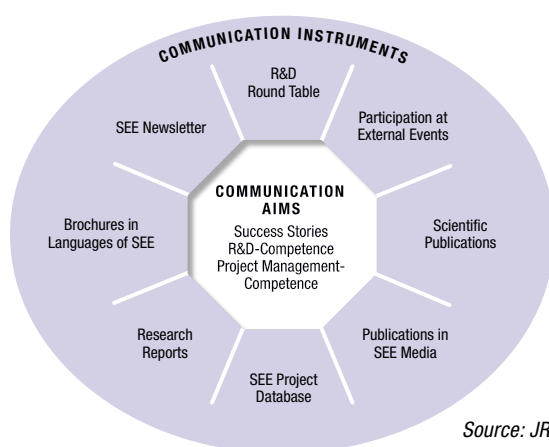 COMMUNICATION INSTRUMENTS
R&D
Round Table
Participation at
External Events
Scientific
Publications
Publications in
SEE Media
SEE Project
Database
Research
Reports
Brochures in
Languages of SEE
SEE Newsletter
COMMUNICATION
AIMS
Success Stories
R&D-Competence
Project Management-
Competence
Source: JR